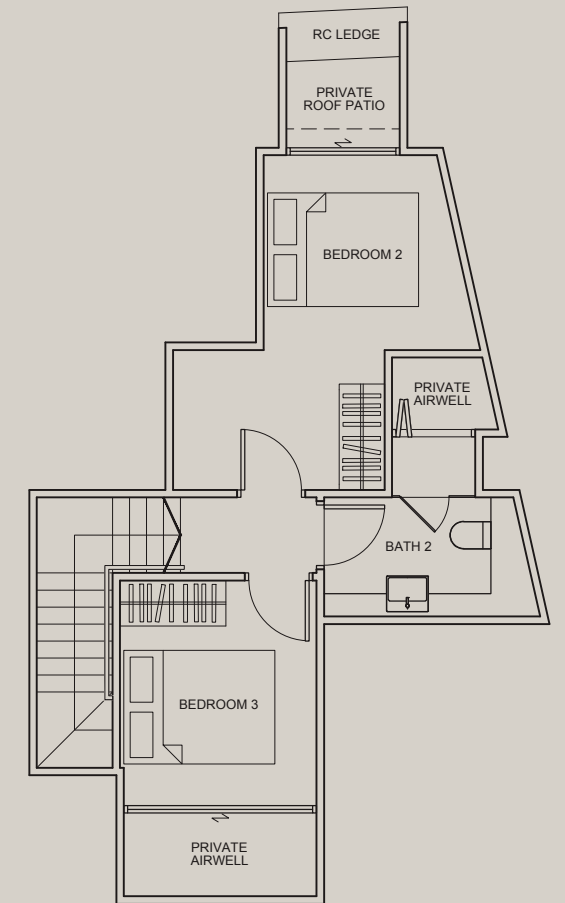 RC LEDGE
PRIVATE
ROOF PATIO
BEDROOM 2
PRIVATE
AIRWELL
BATH 2
BEDROOM 3
PRIVATE
AIRWELL